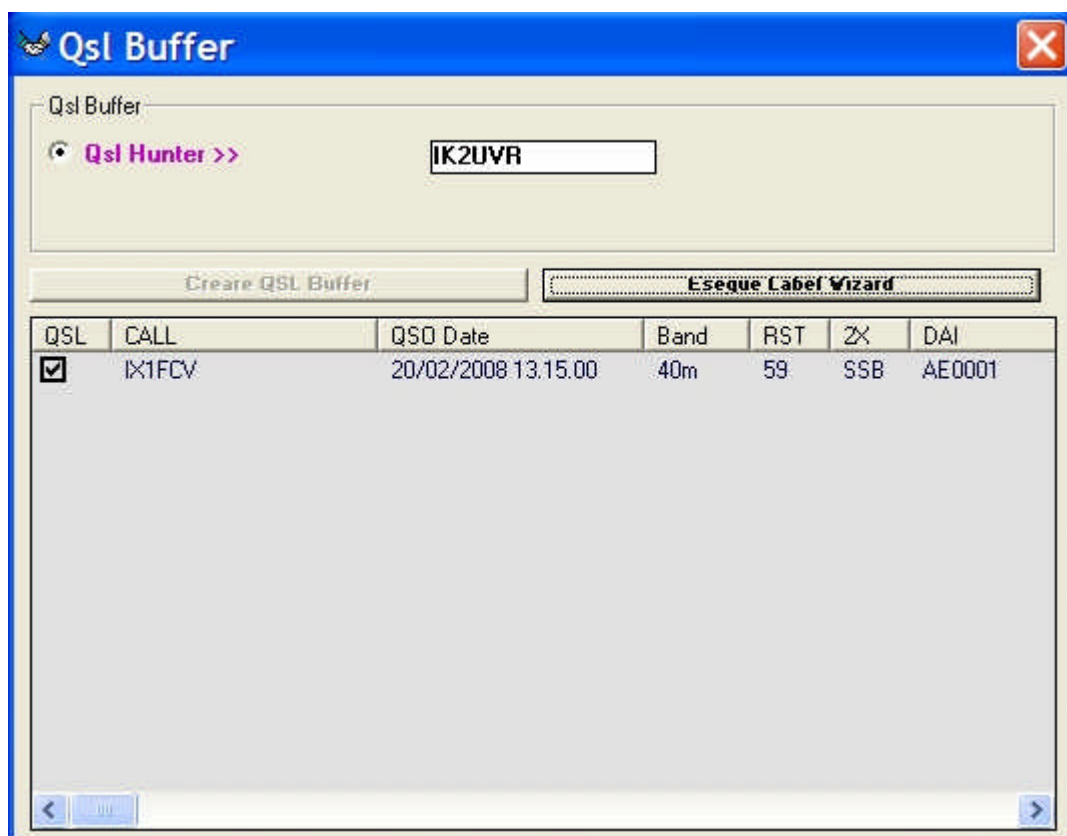 Qsl Buffer
Qsl Buffer
Qsl Hunter >> IK2UVR
Creare QSL Buffer Esegue Label Wizard
QSL CALL QSO Date Band RST 2X DAI
IX1FCV 20/02/2008 13.15.00 40m 59 SSB AE0001